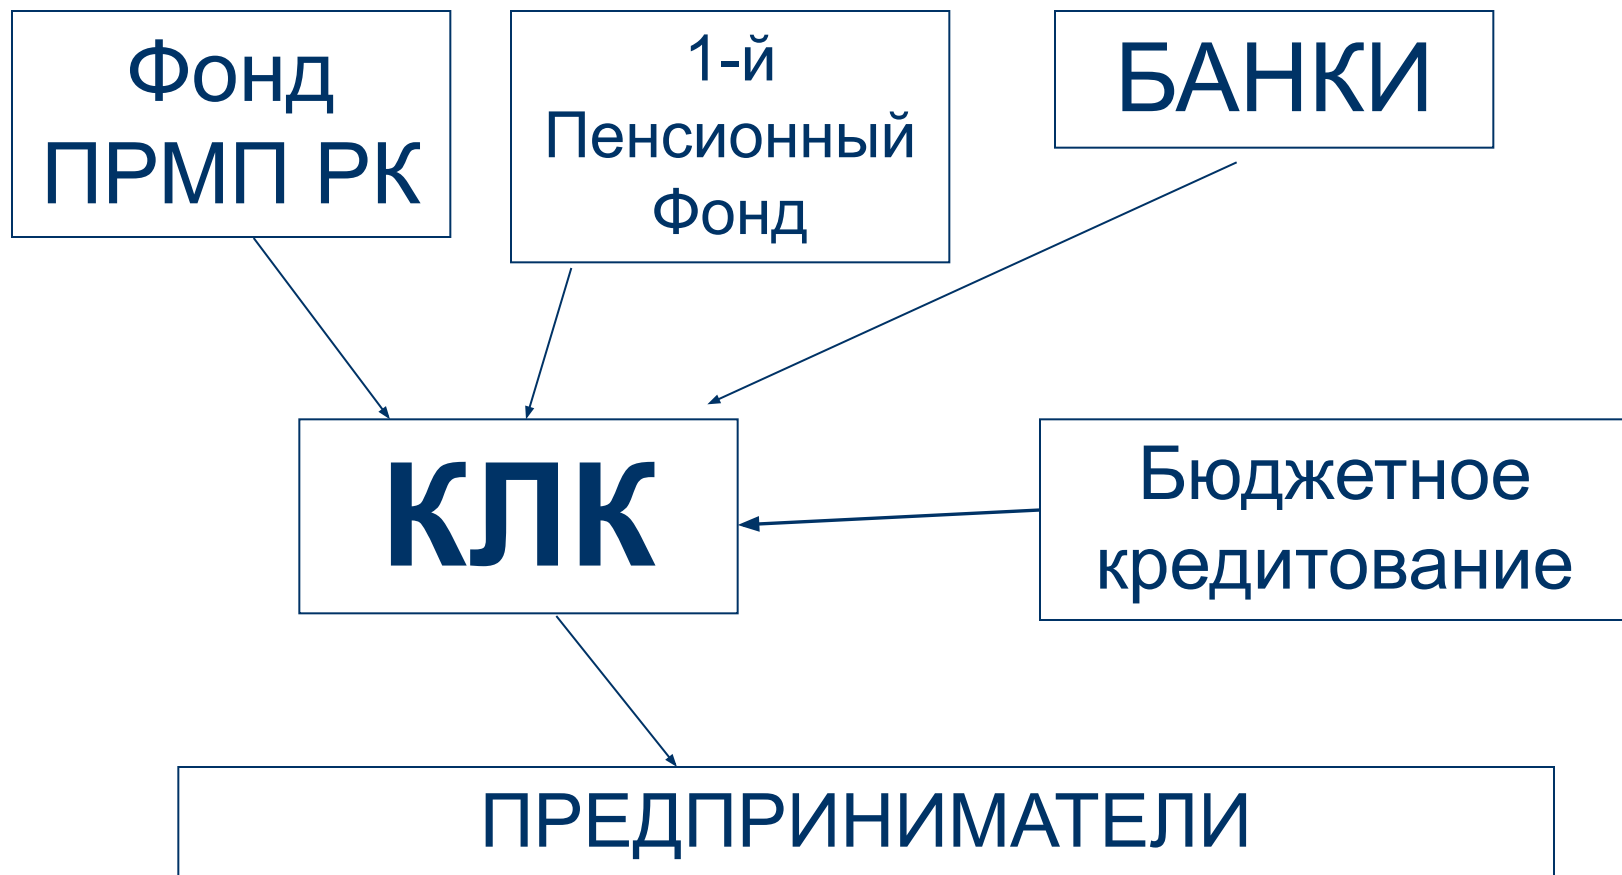 Фонд
ПРМП РК
1-й
Пенсионный
Фонд
БАНКИ
КЛК
Бюджетное
кредитование
ПРЕДПРИНИМАТЕЛИ